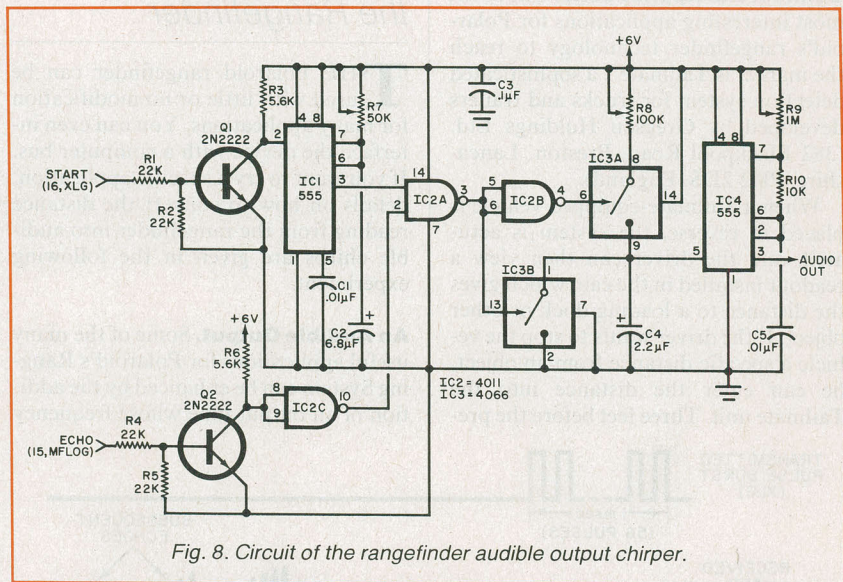 +6V
R3
5.6K
R7
50K
C3
.1µF
R8
100K
R9
1M
Q1
2N2222
START
(16,XLG)
R1
22K
R2
22K
2
4 8
7
6
3
IC1
555
1
5
C1
.01µF
C2
6.8µF
+
1
14
2
IC2A
3
7
5
6
IC2B
4
IC3A
8
6
14
9
IC3B
1
13
7
2
C4
2.2µF
4 8
7
IC4
555
R10
10K
6
2
5
3
1
AUDIO
OUT
C5
.01µF
+6V
R6
5.6K
Q2
2N2222
ECHO
(15,MFLOG)
R4
22K
R5
22K
8
9
IC2C
10
IC2=4011
IC3=4066
Fig. 8. Circuit of the rangefinder audible output chirper.